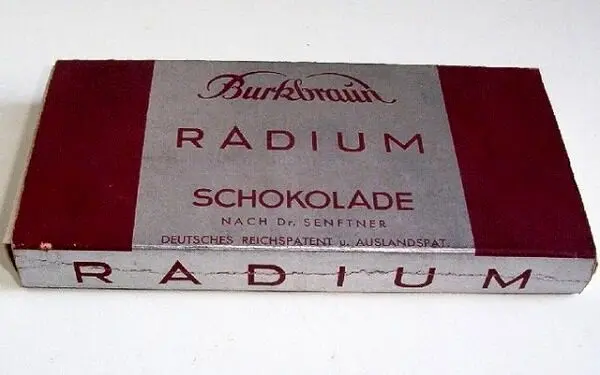 Burkbraun
RADIUM
SCHOKOLADE
NACH Dr. SENFTNER
DEUTSCHES REICHSPATENT u. AUSLANDSPAT.
RADIUM